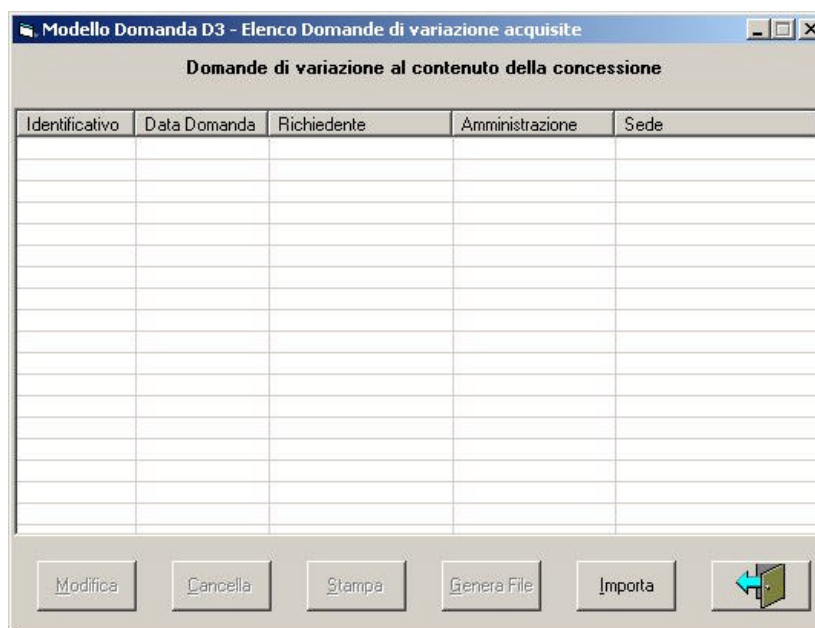 Modello Domanda D3 - Elenco Domande di variazione acquisite
Domande di variazione al contenuto della concessione
Identificativo Data Domanda Richiedente Amministrazione Sede
Modifica Cancella Stampa Genera File Importa